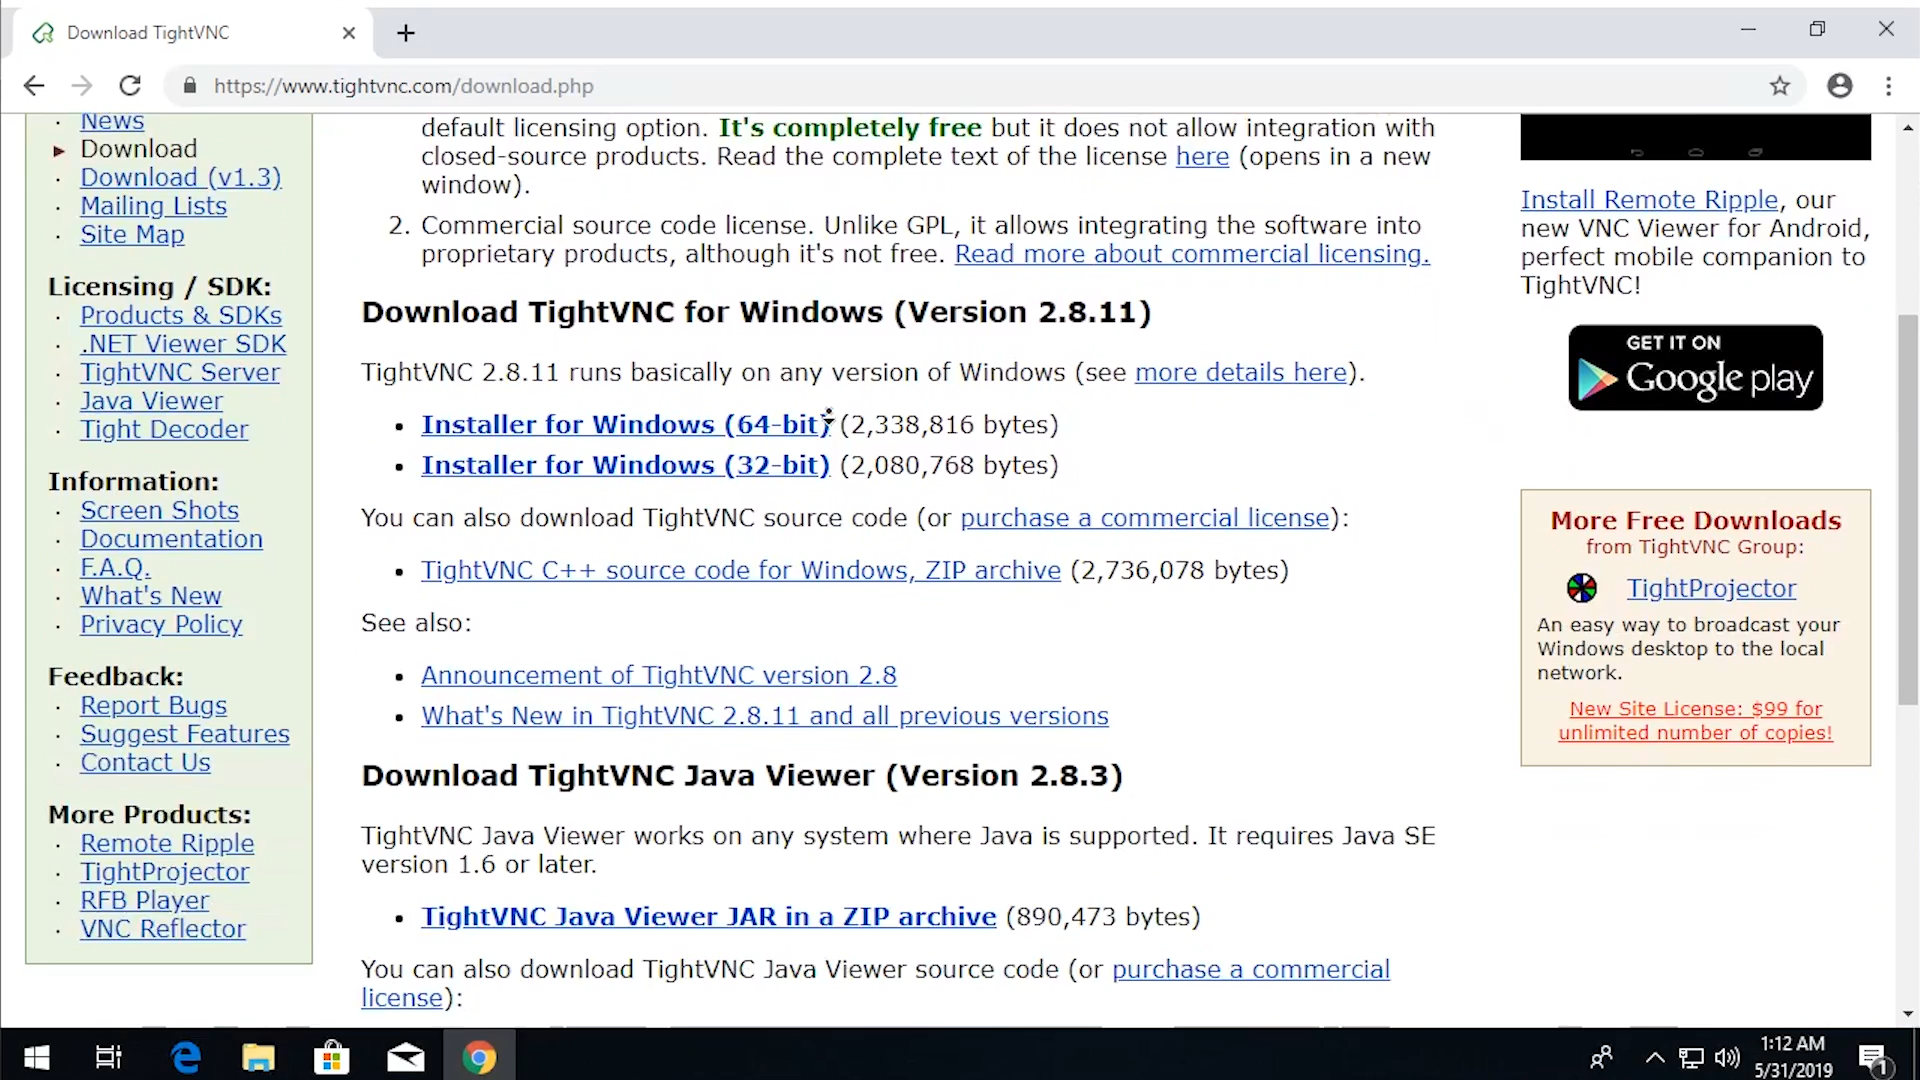 Download TightVNC
https://www.tightvnc.com/download.php
News
Download
Download (v1.3)
Mailing Lists
Site Map
Licensing / SDK:
Products & SDKs
.NET Viewer SDK
TightVNC Server
Java Viewer
Tight Decoder
Information:
Screen Shots
Documentation
F.A.Q.
What's New
Privacy Policy
Feedback:
Report Bugs
Suggest Features
Contact Us
More Products:
Remote Ripple
TightProjector
RFB Player
VNC Reflector
default licensing option. It's completely free but it does not allow integration with
closed-source products. Read the complete text of the license here (opens in a new
window).
2. Commercial source code license. Unlike GPL, it allows integrating the software into
proprietary products, although it's not free. Read more about commercial licensing.
Download TightVNC for Windows (Version 2.8.11)
TightVNC 2.8.11 runs basically on any version of Windows (see more details here).
• Installer for Windows (64-bit) (2,338,816 bytes)
• Installer for Windows (32-bit) (2,080,768 bytes)
You can also download TightVNC source code (or purchase a commercial license):
• TightVNC C++ source code for Windows, ZIP archive (2,736,078 bytes)
See also:
• Announcement of TightVNC version 2.8
• What's New in TightVNC 2.8.11 and all previous versions
Download TightVNC Java Viewer (Version 2.8.3)
TightVNC Java Viewer works on any system where Java is supported. It requires Java SE
version 1.6 or later.
• TightVNC Java Viewer JAR in a ZIP archive (890,473 bytes)
You can also download TightVNC Java Viewer source code (or purchase a commercial
license):
Install Remote Ripple, our
new VNC Viewer for Android,
perfect mobile companion to
TightVNC!
GET IT ON
Google play
More Free Downloads
from TightVNC Group:
TightProjector
An easy way to broadcast your
Windows desktop to the local
network.
New Site License: $99 for
unlimited number of copies!
1:12 AM
5/31/2019
1